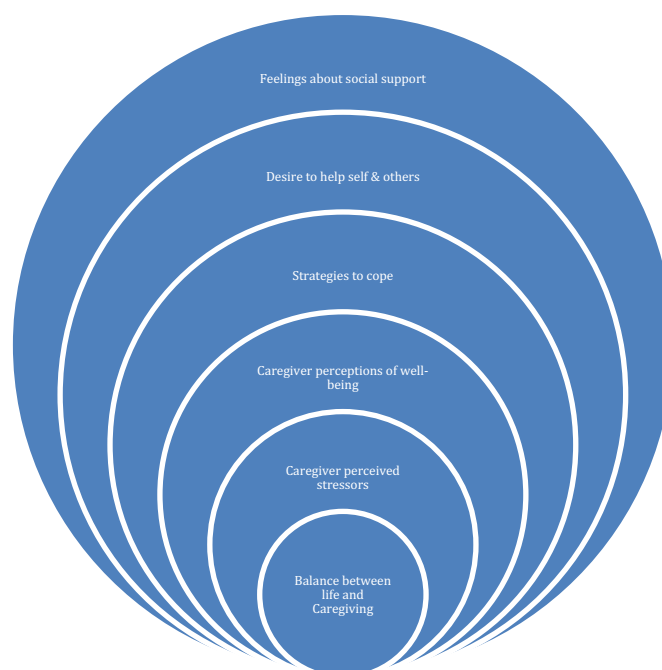 Feelings about social support
Desire to help self & others
Strategies to cope
Caregiver perceptions of well-
being
Caregiver perceived
stressors
Balance between
life and
Caregiving